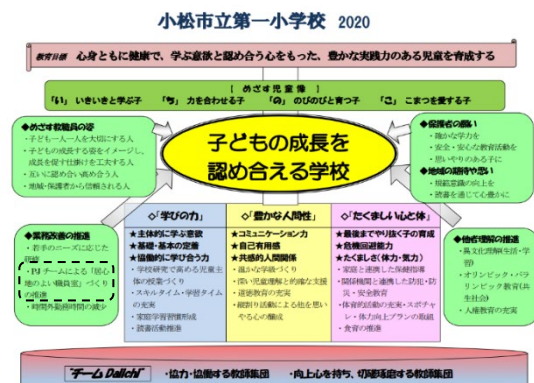 小松市立第一小学校 2020
教育目標 心身ともに健康で、学ぶ意欲と認め合う心をもった、豊かな実践力のある児童を育成する
【 めざす児童像 】
「い」 いきいきと学ぶ子 「ち」 力を合わせる子 「の」 のびのびと育つ子 「こ」 こまつを愛する子
◆めざす教職員の姿
・子ども一人一人を大切にする人
・子どもの成長する姿をイメージし、
成長を促す仕掛けを工夫する人
・互いに認め合い高め合う人
・地域・保護者から信頼される人
子どもの成長を
認め合える学校
◆保護者の願い
・確かな学力を
・安全・安心な教育活動を
・思いやりのある子に
◆地域の期待や思い
・規範意識の向上を
・読書を通じて心豊かに
◆業務改善の推進
・若手のニーズに応じた
研修
・PJチームによる「居心
地のよい職員室」づくり
の推進
・時間外勤務時間の減少
◇「学びの力」
★主体的に学ぶ意欲
★基礎・基本の定着
★協働的に学び合う力
・学校研究で高める児童主
体の授業づくり
・スキルタイム・学習タイム
の充実
・家庭学習習慣形成
・読書活動推進
◇「豊かな人間性」
★コミュニケーション力
★自己有用感
★共感的人間関係
・温かな学級づくり
・深い児童理解と的確な支援
・道徳教育の充実
・縦割り活動による他を思い
やる心の醸成
◇「たくましい心と体」
★最後までやり抜く子の育成
★危機回避能力
★たくましさ(体力・気力)
・家庭と連携した保健指導
・関係機関と連携した防犯・防
災・安全教育
・体育的活動の充実・スポチャ
レ・体力向上プランの取組
・食育の推進
◆他者理解の推進
・異文化理解(生活・学
習)
・オリンピック・パラ
リンピック教育(共
生社会)
・人権教育の充実
「チーム Daiichi」 ・協力・協働する教師集団 ・向上心を持ち、切磋琢磨する教師集団